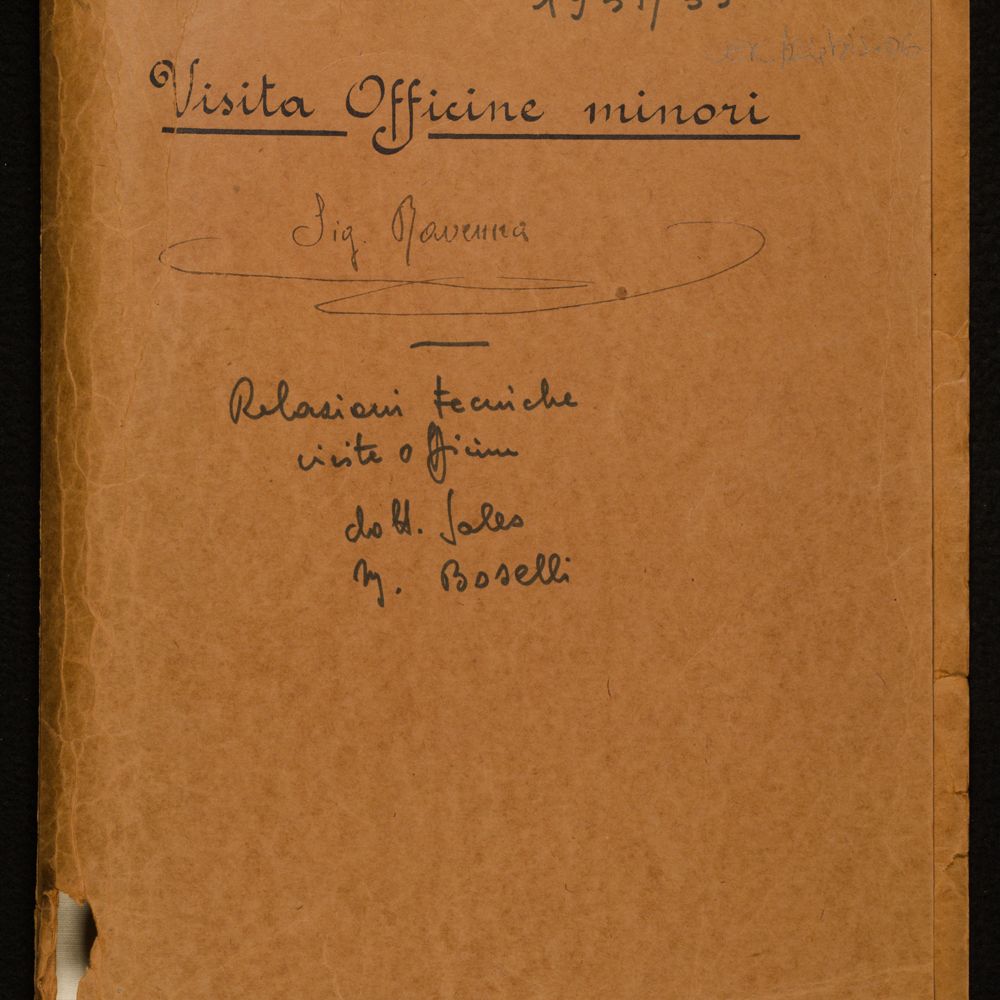 Visita Officine minori
Sig. Ravenna
Relazioni tecniche
visite officine
dott. Sales
Boselli